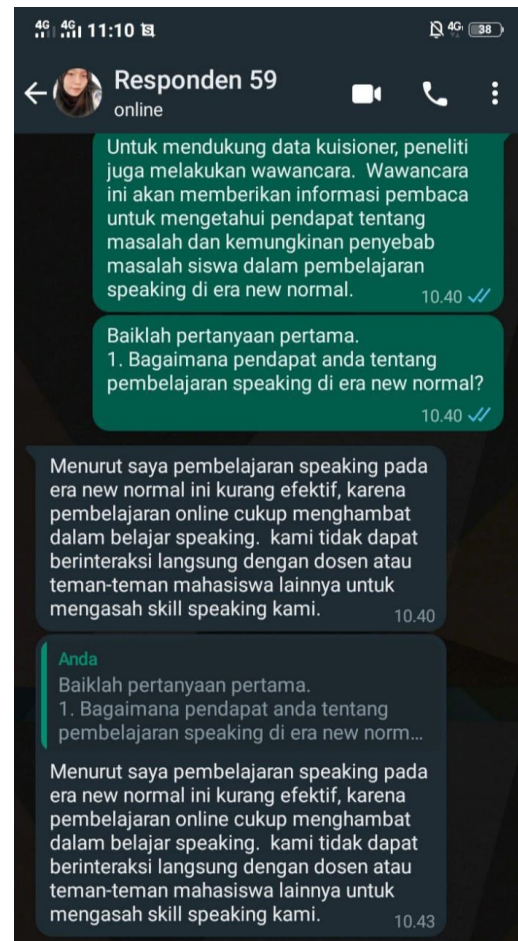 4G 4G 11:10 4G 38
Responden 59
online
Untuk mendukung data kuisioner, peneliti
juga melakukan wawancara.  Wawancara
ini akan memberikan informasi pembaca
untuk mengetahui pendapat tentang
masalah dan kemungkinan penyebab
masalah siswa dalam pembelajaran
speaking di era new normal. 10.40
Baiklah pertanyaan pertama.
1. Bagaimana pendapat anda tentang
pembelajaran speaking di era new normal?
10.40
Menurut saya pembelajaran speaking pada
era new normal ini kurang efektif, karena
pembelajaran online cukup menghambat
dalam belajar speaking.  kami tidak dapat
berinteraksi langsung dengan dosen atau
teman-teman mahasiswa lainnya untuk
mengasah skill speaking kami. 10.40
Anda
Baiklah pertanyaan pertama.
1. Bagaimana pendapat anda tentang
pembelajaran speaking di era new norm...
Menurut saya pembelajaran speaking pada
era new normal ini kurang efektif, karena
pembelajaran online cukup menghambat
dalam belajar speaking.  kami tidak dapat
berinteraksi langsung dengan dosen atau
teman-teman mahasiswa lainnya untuk
mengasah skill speaking kami. 10.43